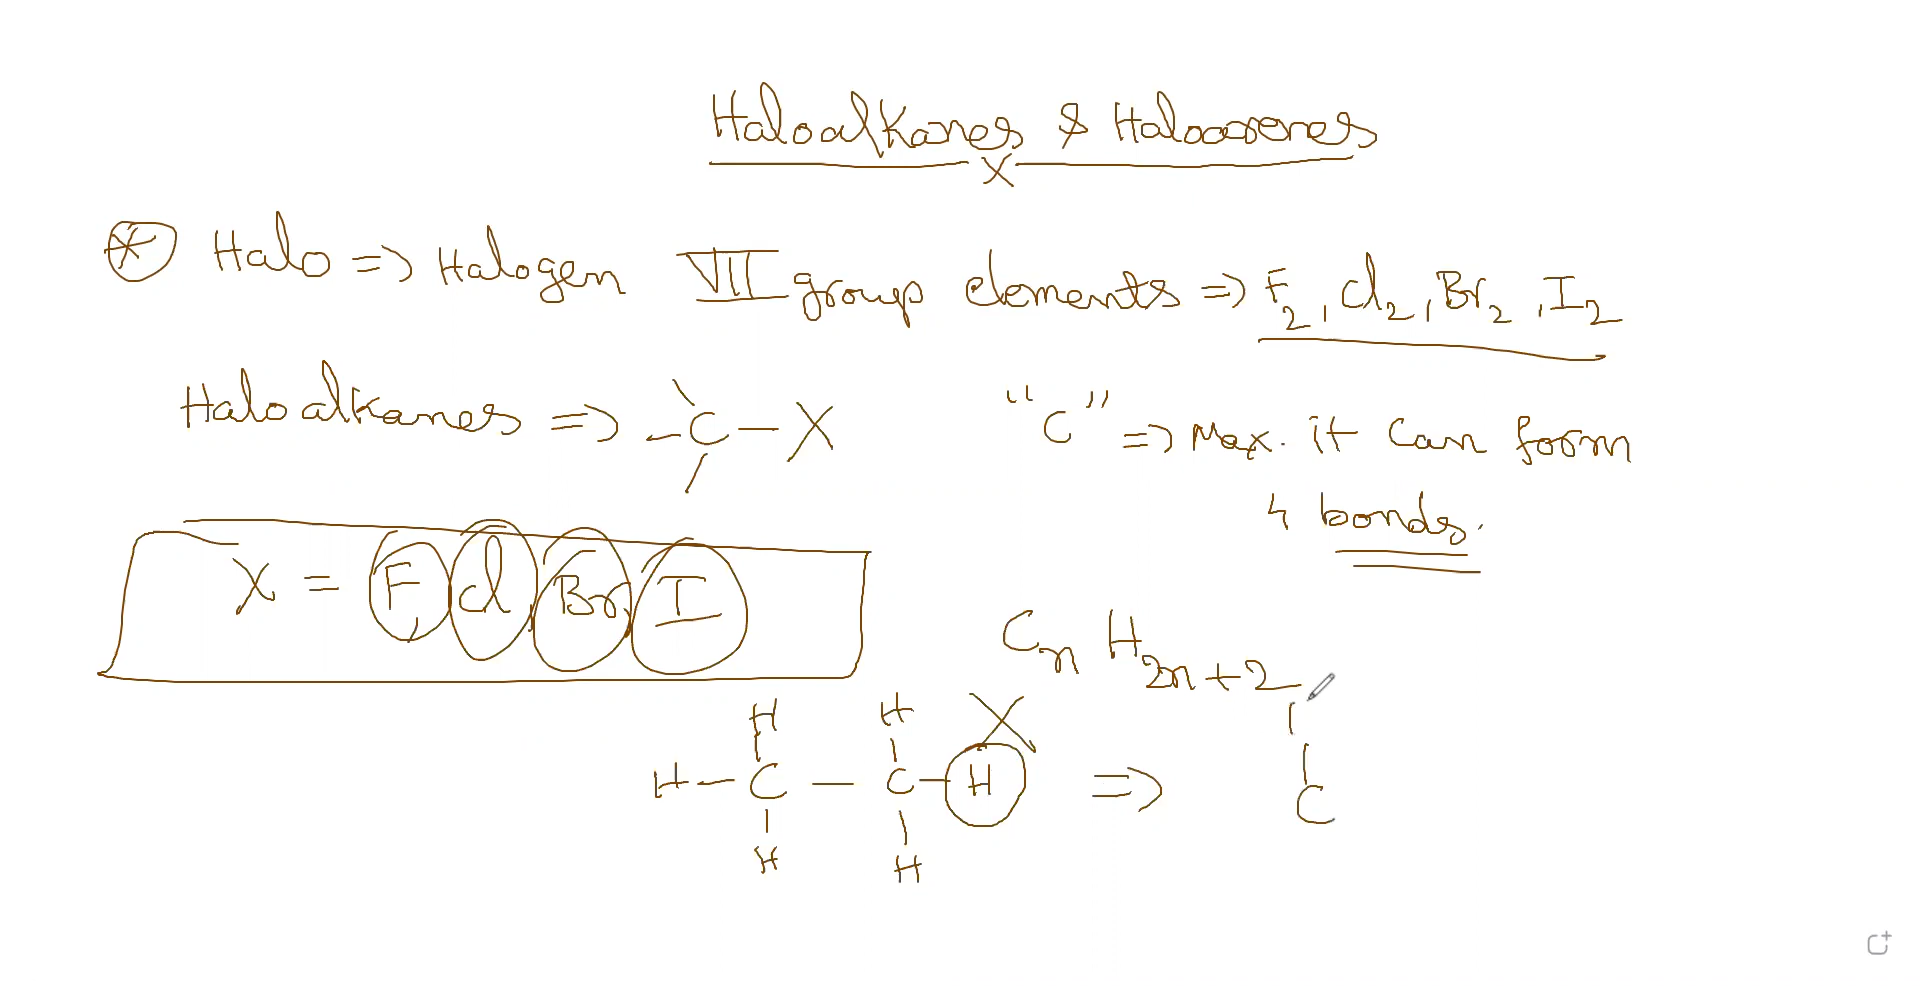 Haloalkanes & Haloarenes
X
* Halo => Halogen VII group elements => F2, Cl2, Br2, I2
Haloalkanes => - C - X
"C" => Max. it can form
4 bonds.
X = F, Cl, Br, I
CnH2n+2
H H X
H - C - C - H => C
H H